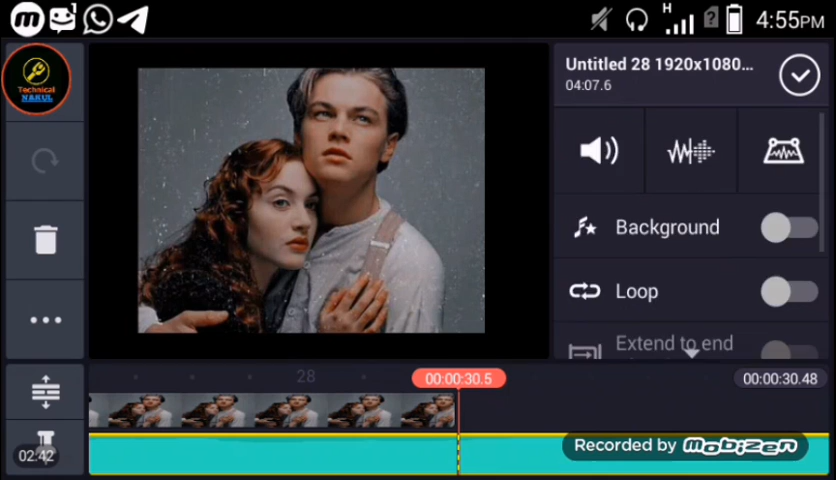 m
H
?
4:55PM
Technical
NAKUL
Untitled 28 1920x1080...
04:07.6
Background
Loop
Extend to end
28
00:00:30.5
00:00:30.48
02:42
Recorded by mobizen